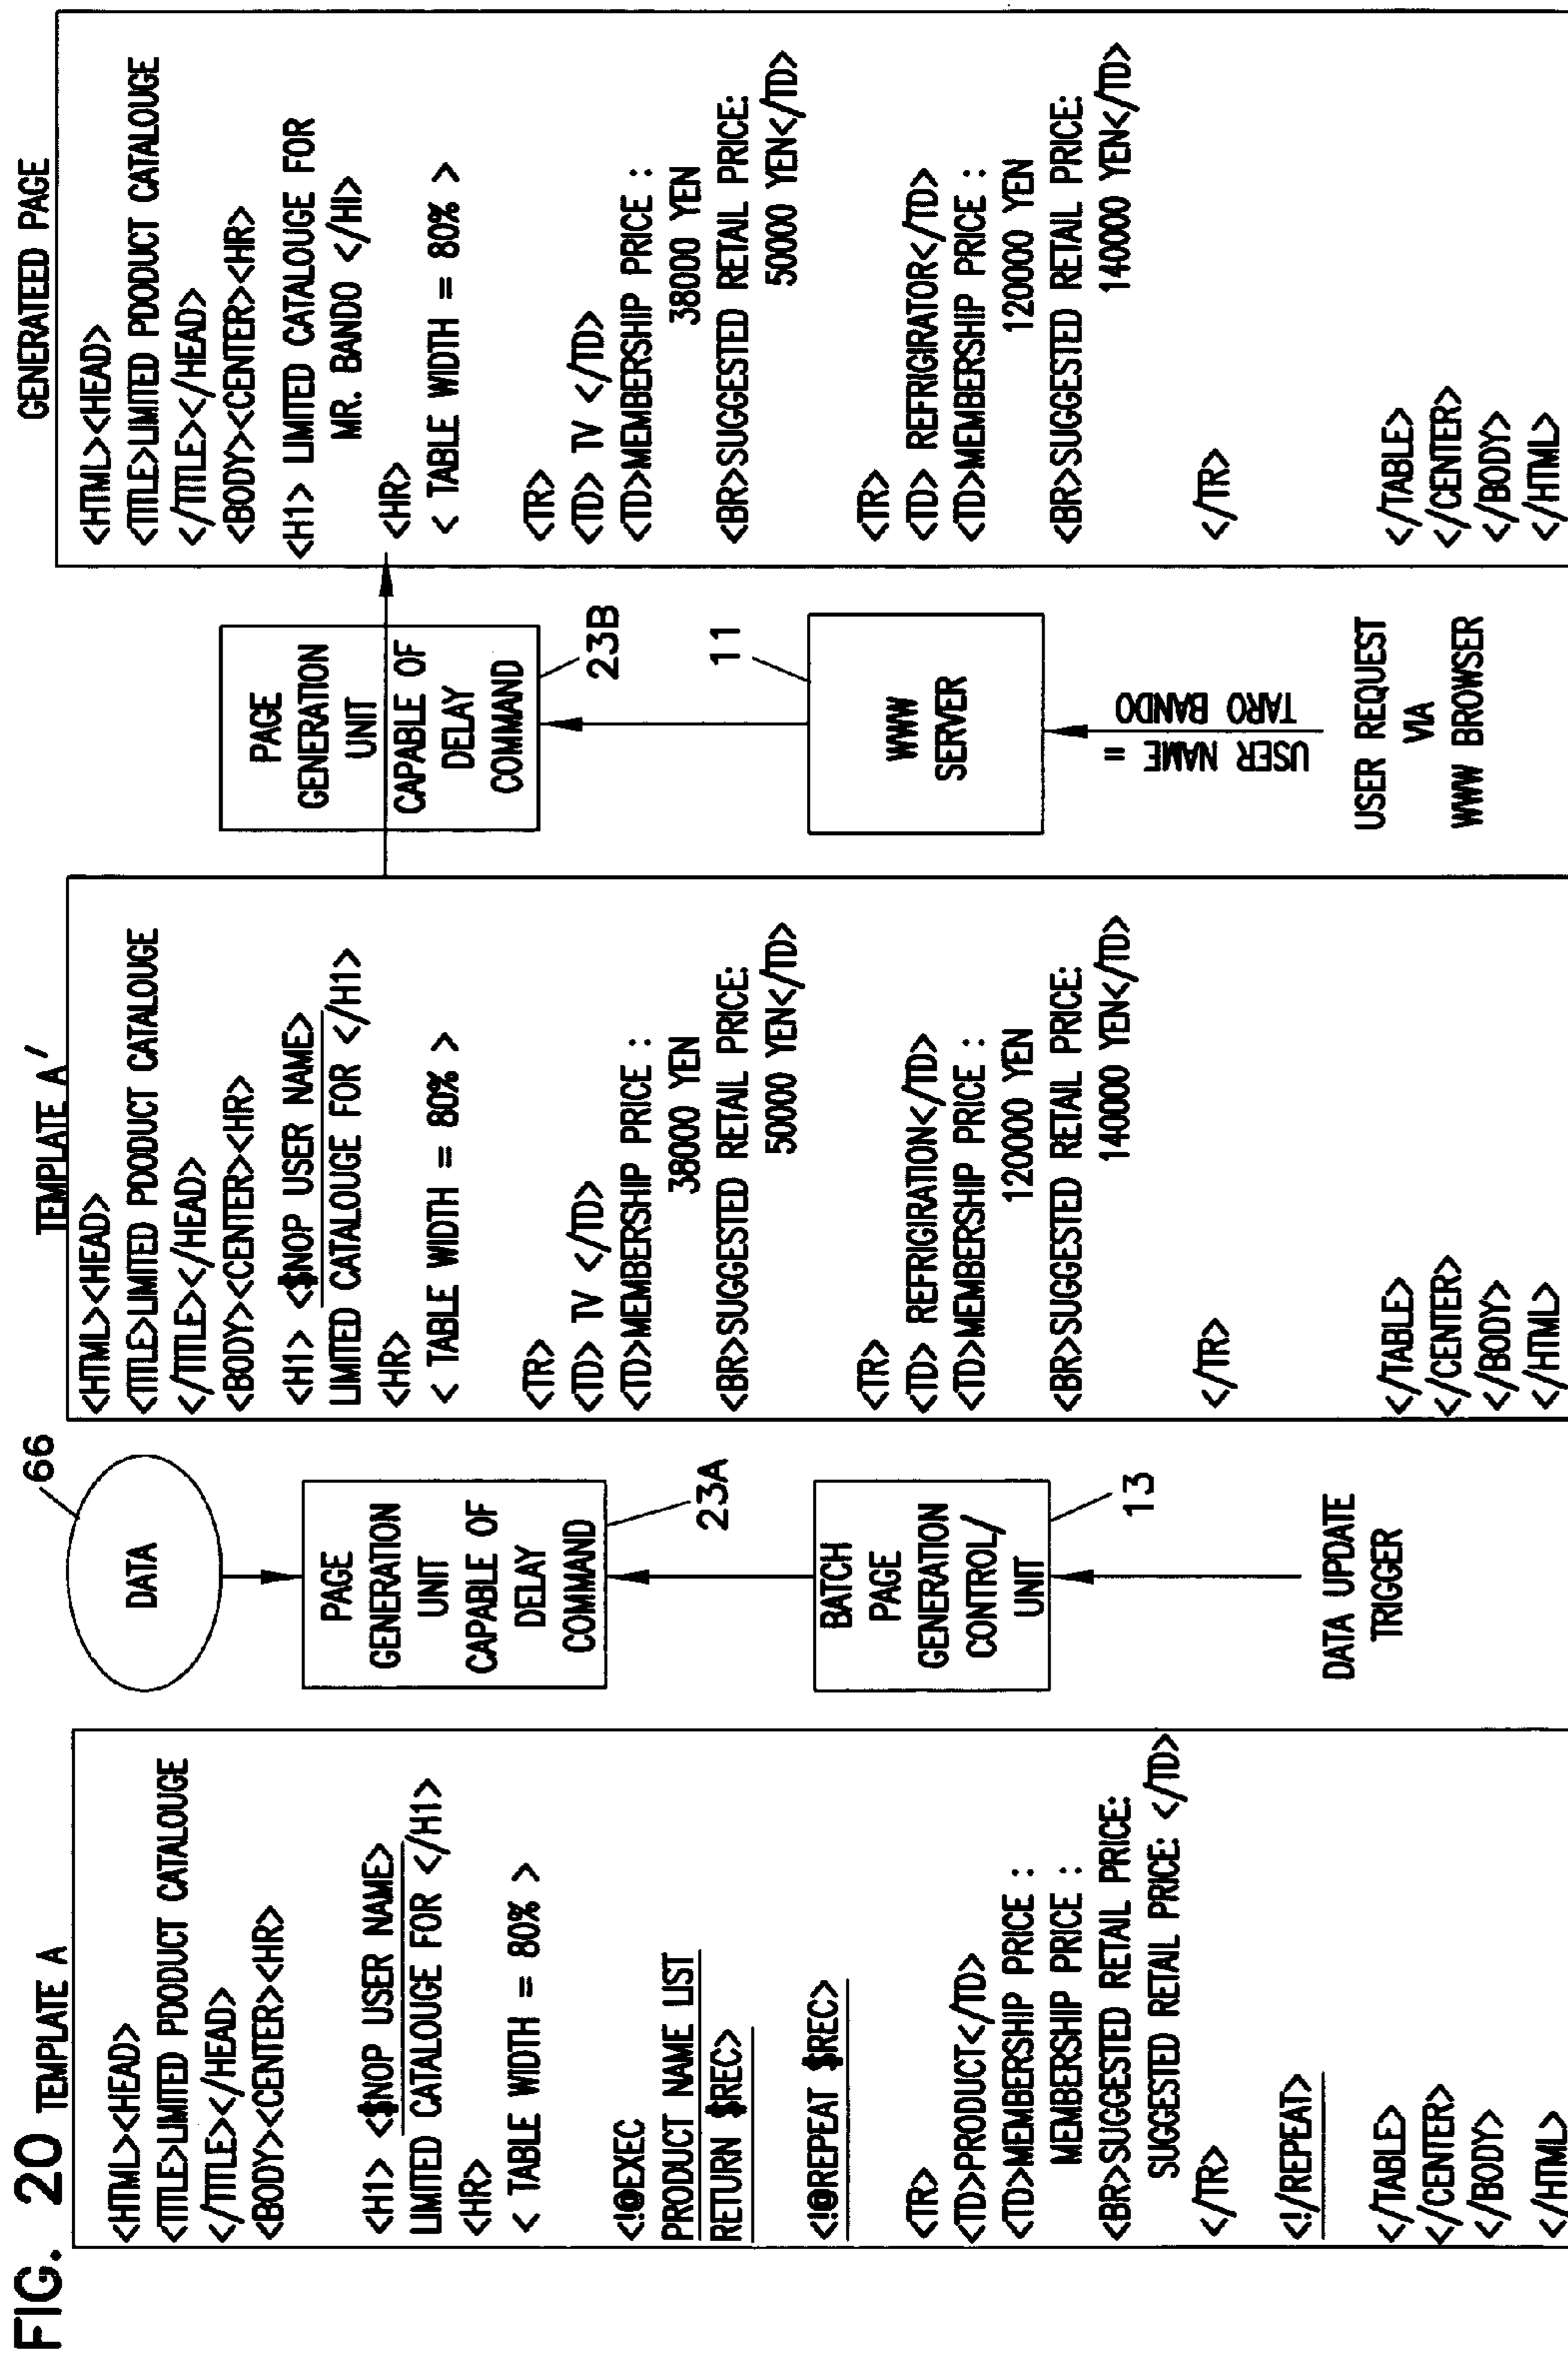 FIG. 20
TEMPLATE A
<HTML><HEAD>
<TITLE>LIMITED PDODUCT CATALOUGE
</TITLE></HEAD>
<BODY><CENTER><HR>
<H1> <$NOP USER NAME>
LIMITED CATALOUGE FOR </H1>
<HR>
< TABLE WIDTH = 80% >
<!@EXEC
PRODUCT NAME LIST
RETURN $REC>
<!@REPEAT $REC>
<TR>
<TD>PRODUCT</TD>
<TD>MEMBERSHIP PRICE :
MEMBERSHIP PRICE :
<BR>SUGGESTED RETAIL PRICE:
SUGGESTED RETAIL PRICE: </TD>
</TR>
<!/REPEAT>
</TABLE>
</CENTER>
</BODY>
</HTML>
66
DATA
PAGE
GENERATION
UNIT
CAPABLE OF
DELAY
COMMAND
23A
BATCH
PAGE
GENERATION
CONTROL/
UNIT
13
DATA UPDATE
TRIGGER
TEMPLATE A'
<HTML><HEAD>
<TITLE>LIMITED PDODUCT CATALOUGE
</TITLE></HEAD>
<BODY><CENTER><HR>
<H1> <$NOP USER NAME>
LIMITED CATALOUGE FOR </H1>
<HR>
< TABLE WIDTH = 80% >
<TR>
<TD> TV </TD>
<TD>MEMBERSHIP PRICE :
38000 YEN
<BR>SUGGESTED RETAIL PRICE:
50000 YEN</TD>
<TR>
<TD> REFRIGIRATION</TD>
<TD>MEMBERSHIP PRICE :
120000 YEN
<BR>SUGGESTED RETAIL PRICE:
140000 YEN</TD>
</TR>
</TABLE>
</CENTER>
</BODY>
</HTML>
PAGE
GENERATION
UNIT
CAPABLE OF
DELAY
COMMAND
23B
11
WWW
SERVER
USER NAME =
TARO BANDO
USER REQUEST
VIA
WWW BROWSER
GENERATED PAGE
<HTML><HEAD>
<TITLE>LIMITED PDODUCT CATALOUGE
</TITLE></HEAD>
<BODY><CENTER><HR>
<H1> LIMITED CATALOUGE FOR
MR. BANDO </HI>
<HR>
< TABLE WIDTH = 80% >
<TR>
<TD> TV </TD>
<TD>MEMBERSHIP PRICE :
38000 YEN
<BR>SUGGESTED RETAIL PRICE:
50000 YEN</TD>
<TR>
<TD> REFRIGIRATOR</TD>
<TD>MEMBERSHIP PRICE :
120000 YEN
<BR>SUGGESTED RETAIL PRICE:
140000 YEN</TD>
</TR>
</TABLE>
</CENTER>
</BODY>
</HTML>